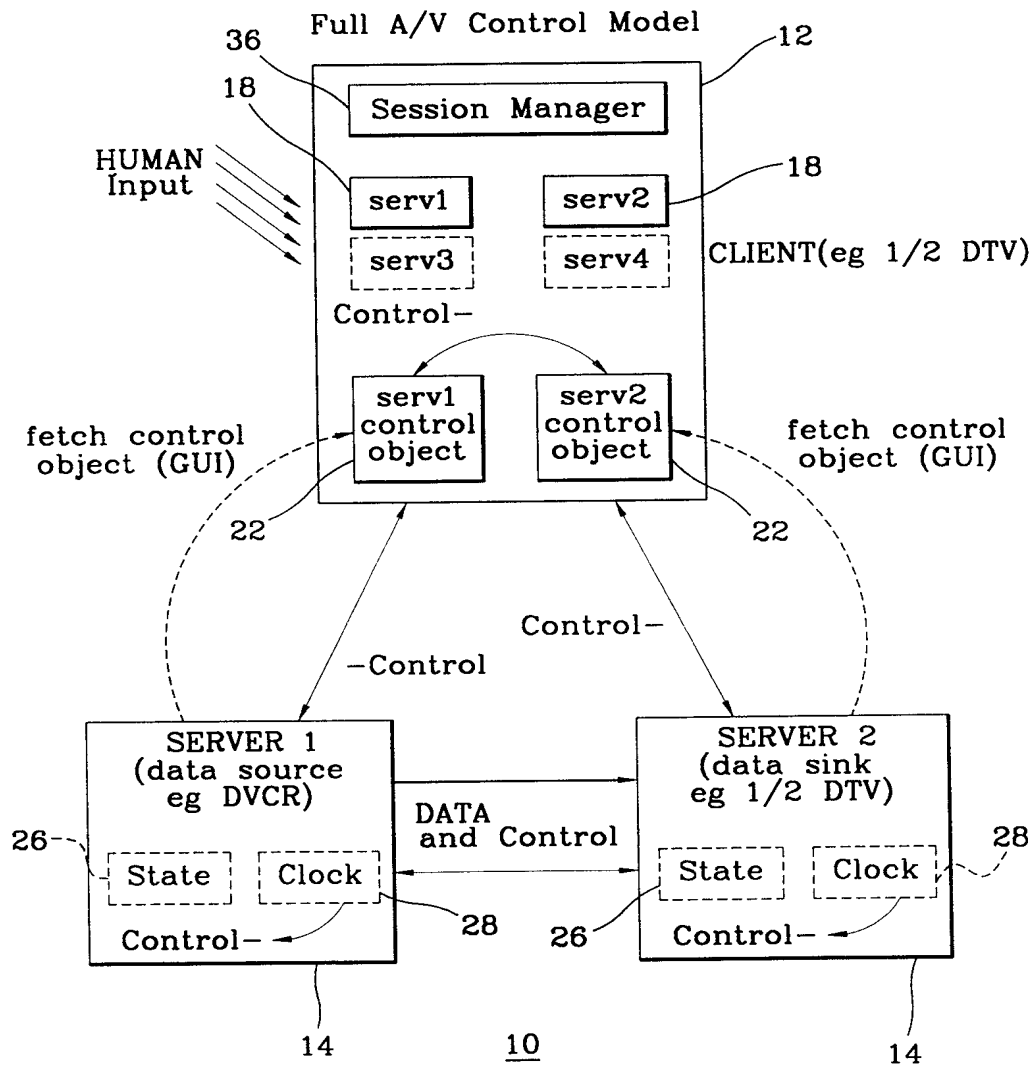 Full A/V Control Model
36
12
18
Session Manager
HUMAN
Input
18
serv1
serv2
serv3
serv4
CLIENT(eg 1/2 DTV)
Control-
serv1
control
object
serv2
control
object
fetch control
object (GUI)
fetch control
object (GUI)
22
22
Control-
-Control
SERVER 1
(data source
eg DVCR)
SERVER 2
(data sink
eg 1/2 DTV)
DATA
and Control
26
State
Clock
28
Control-
State
Clock
28
26
Control-
14
10
14